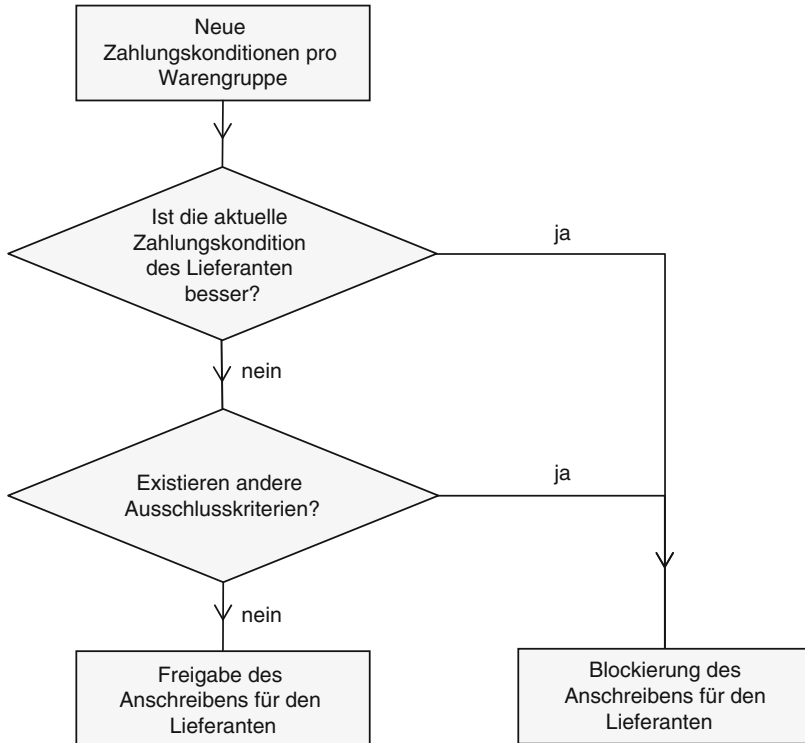 Neue
Zahlungskonditionen pro
Warengruppe
Ist die aktuelle
Zahlungskondition
des Lieferanten
besser?
ja
nein
Existieren andere
Ausschlusskriterien?
ja
nein
Freigabe des
Anschreibens für den
Lieferanten
Blockierung des
Anschreibens für den
Lieferanten